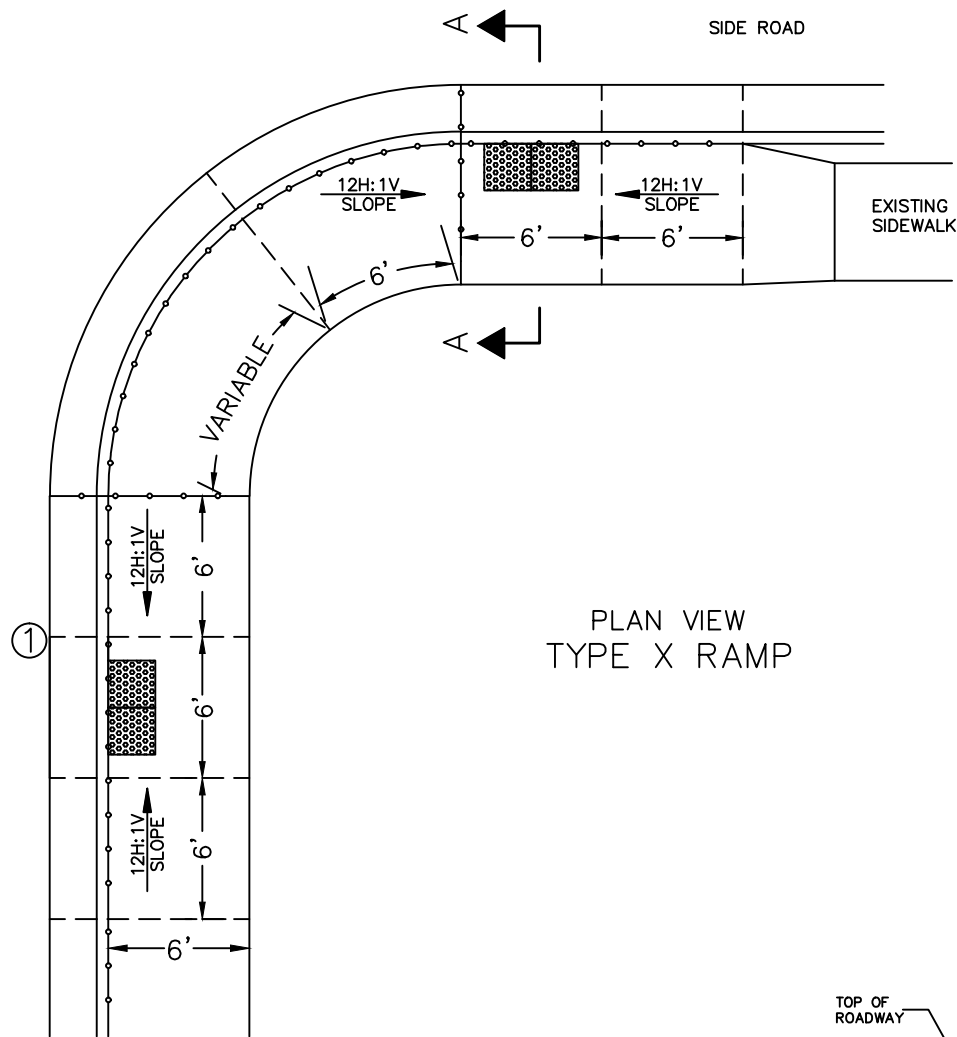 A
SIDE ROAD
12H:1V
SLOPE
12H:1V
SLOPE
EXISTING
SIDEWALK
6'
6'
6'
A
VARIABLE
12H:1V
SLOPE
6'
1
PLAN VIEW
TYPE X RAMP
6'
12H:1V
SLOPE
6'
6'
TOP OF
ROADWAY